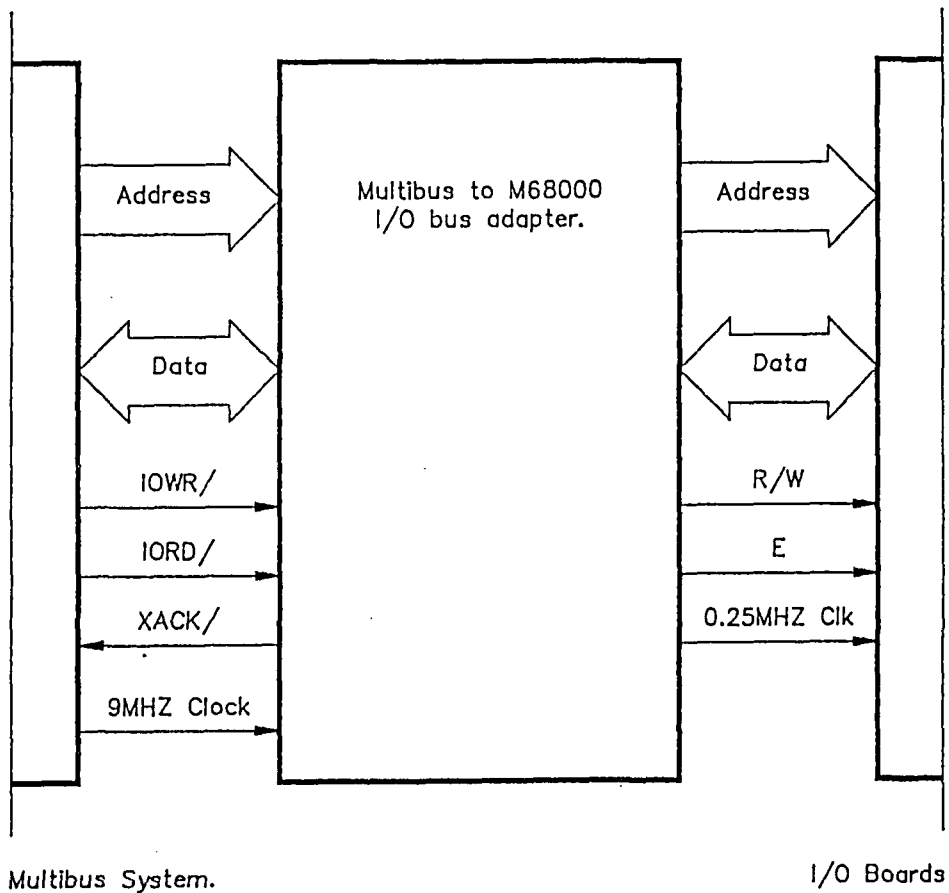 Address
Multibus to M68000
I/O bus adapter.
Address
Data
Data
IOWR/
R/W
IORD/
E
XACK/
0.25MHZ Clk
9MHZ Clock
Multibus System.
I/O Boards